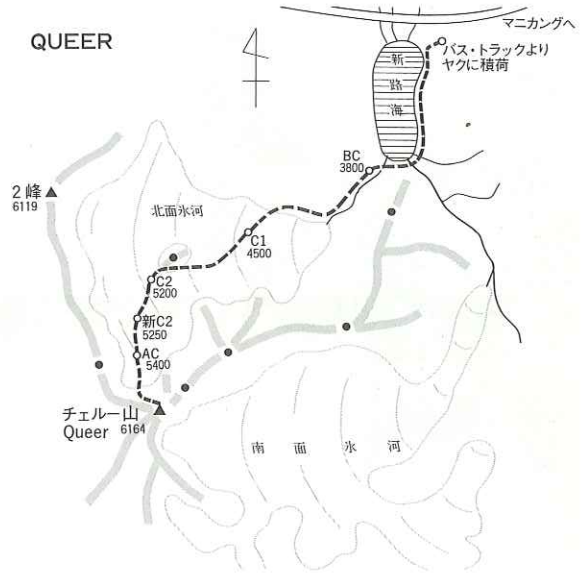 QUEER
マニカングへ
バス・トラックより
ヤクに積荷
新路海
BC
3800
2峰
6119
北面氷河
C1
4500
C2
5200
新C2
5250
AC
5400
チェルー山
Queer 6164
南面氷河